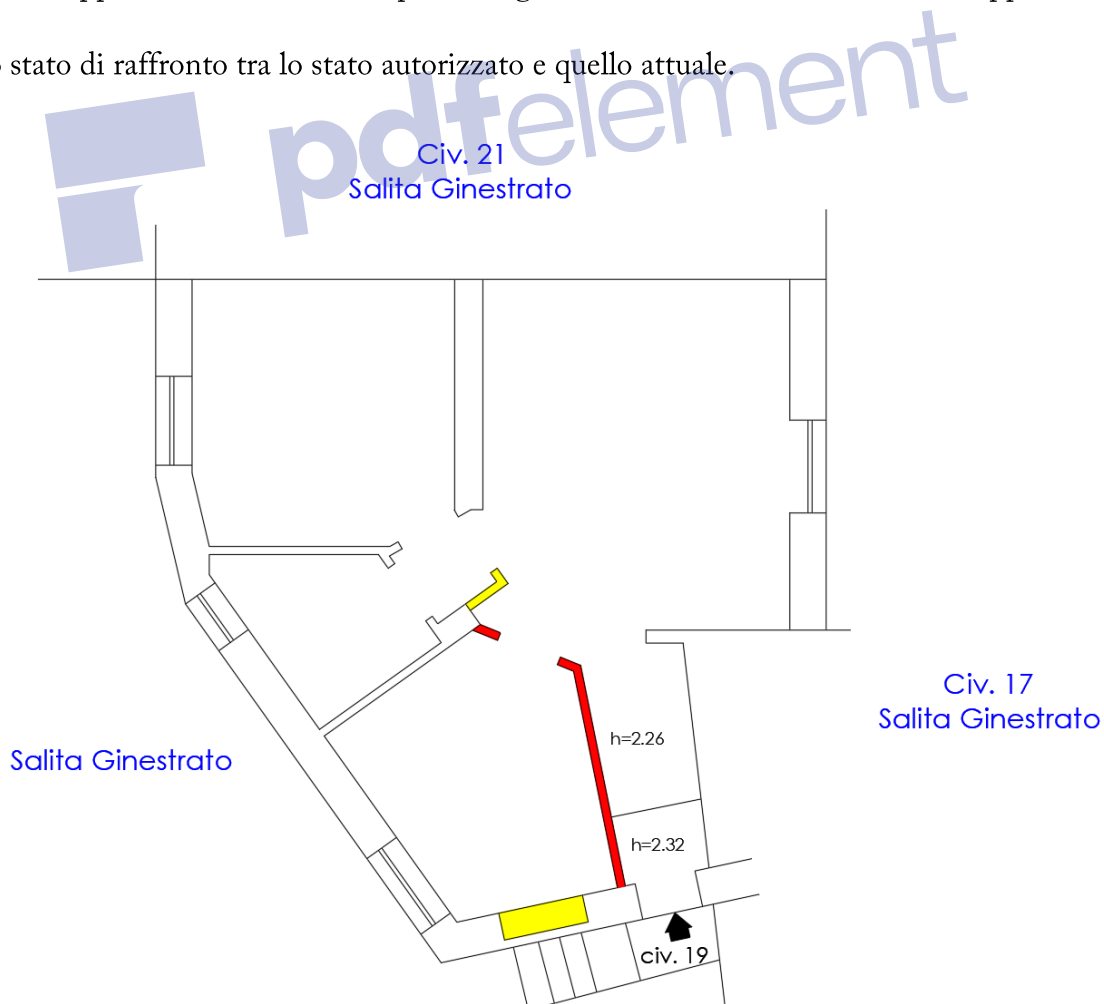 stato di raffronto tra lo stato autorizzato e quello attuale.
pdfelement
Civ. 21
Salita Ginestrato
h=2.26
Civ. 17
Salita Ginestrato
Salita Ginestrato
h=2.32
civ. 19